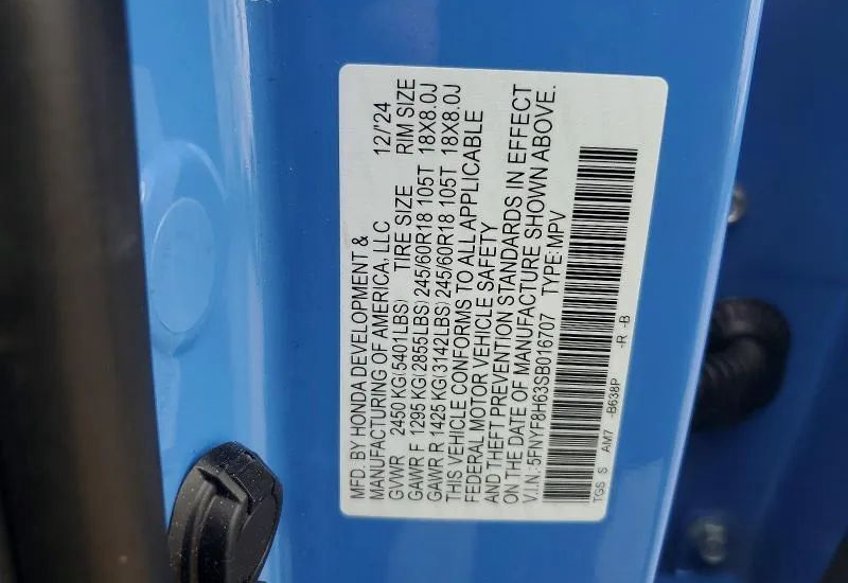 MFD. BY HONDA DEVELOPMENT &
MANUFACTURING OF AMERICA, LLC 12/'24
GVWR 2450 KG(5401LBS) TIRE SIZE RIM SIZE
GAWR F 1295 KG(2855LBS)245/60R18 105T 18X8.0J
GAWR R 1425 KG(3142LBS)245/60R18 105T 18X8.0J
THIS VEHICLE CONFORMS TO ALL APPLICABLE
FEDERAL MOTOR VEHICLE SAFETY
AND THEFT PREVENTION STANDARDS IN EFFECT
ON THE DATE OF MANUFACTURE SHOWN ABOVE.
V.I.N.: 5FNYF8H63SB016707 TYPE:MPV
TGS S AM7 -B638P -R -B